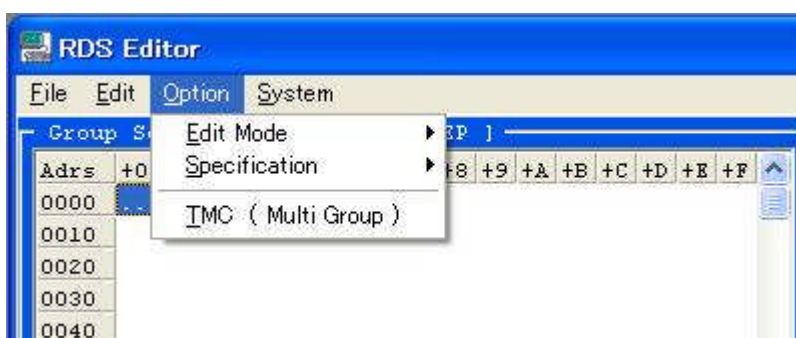 RDS Editor
File Edit Option System
Group EP ]
Edit Mode
Specification
TMC ( Multi Group )
Adrs +0 +8 +9 +A +B +C +D +E +F
0000 ..
0010
0020
0030
0040